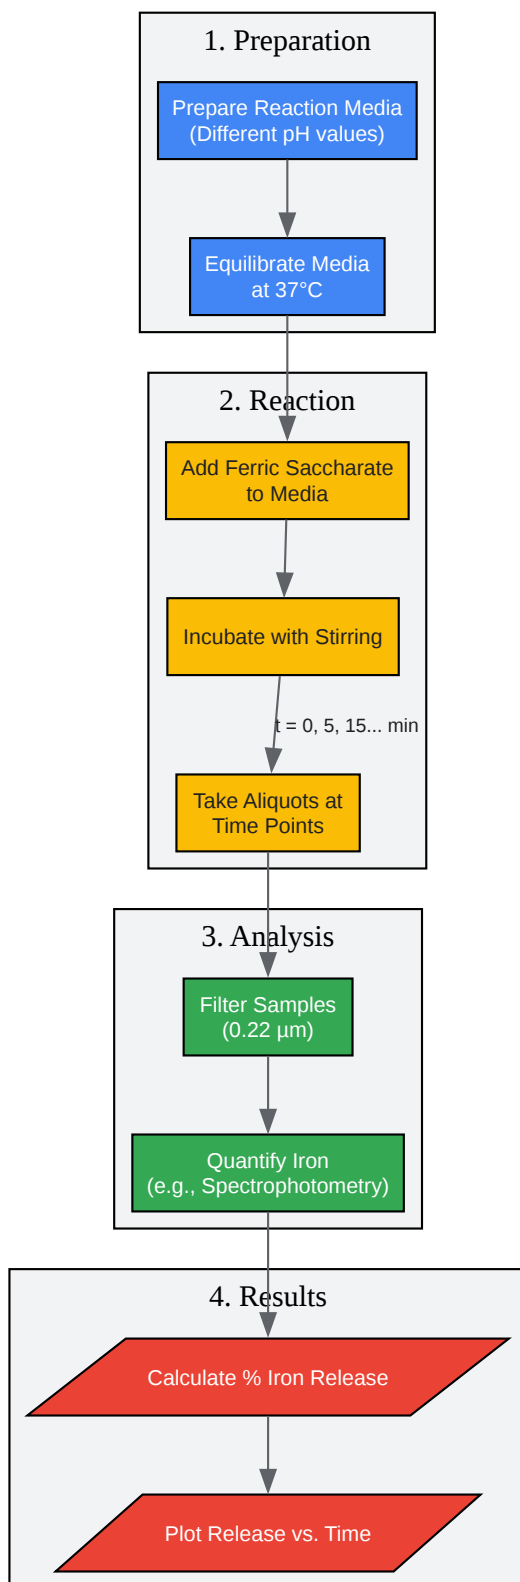 1. Preparation
Prepare Reaction Media
(Different pH values)
Equilibrate Media
at 37°C
2. Reaction
Add Ferric Saccharate
to Media
Incubate with Stirring
t = 0, 5, 15... min
Take Aliquots at
Time Points
3. Analysis
Filter Samples
(0.22 µm)
Quantify Iron
(e.g., Spectrophotometry)
4. Results
Calculate % Iron Release
Plot Release vs. Time